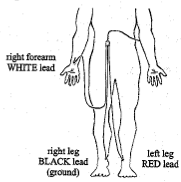 right forearm
WHITE lead
right leg
BLACK lead
(ground)
left leg
RED lead